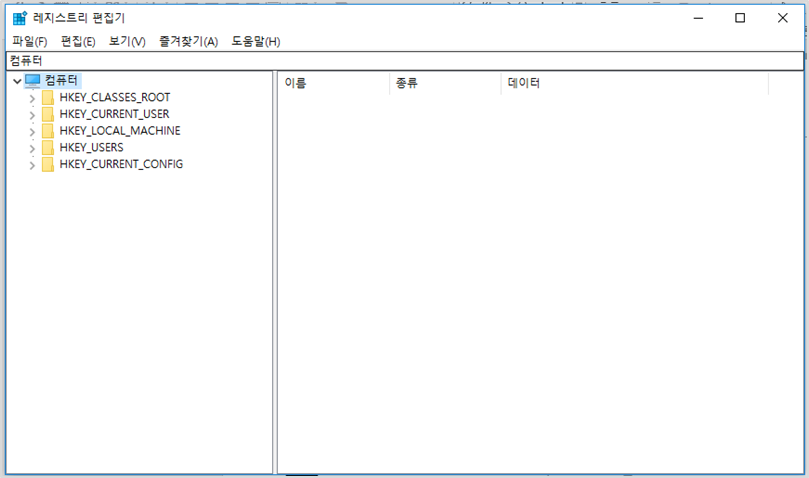 레지스트리 편집기
파일(F) 편집(E) 보기(V) 즐겨찾기(A) 도움말(H)
컴퓨터
컴퓨터
HKEY_CLASSES_ROOT
HKEY_CURRENT_USER
HKEY_LOCAL_MACHINE
HKEY_USERS
HKEY_CURRENT_CONFIG
이름 종류 데이터